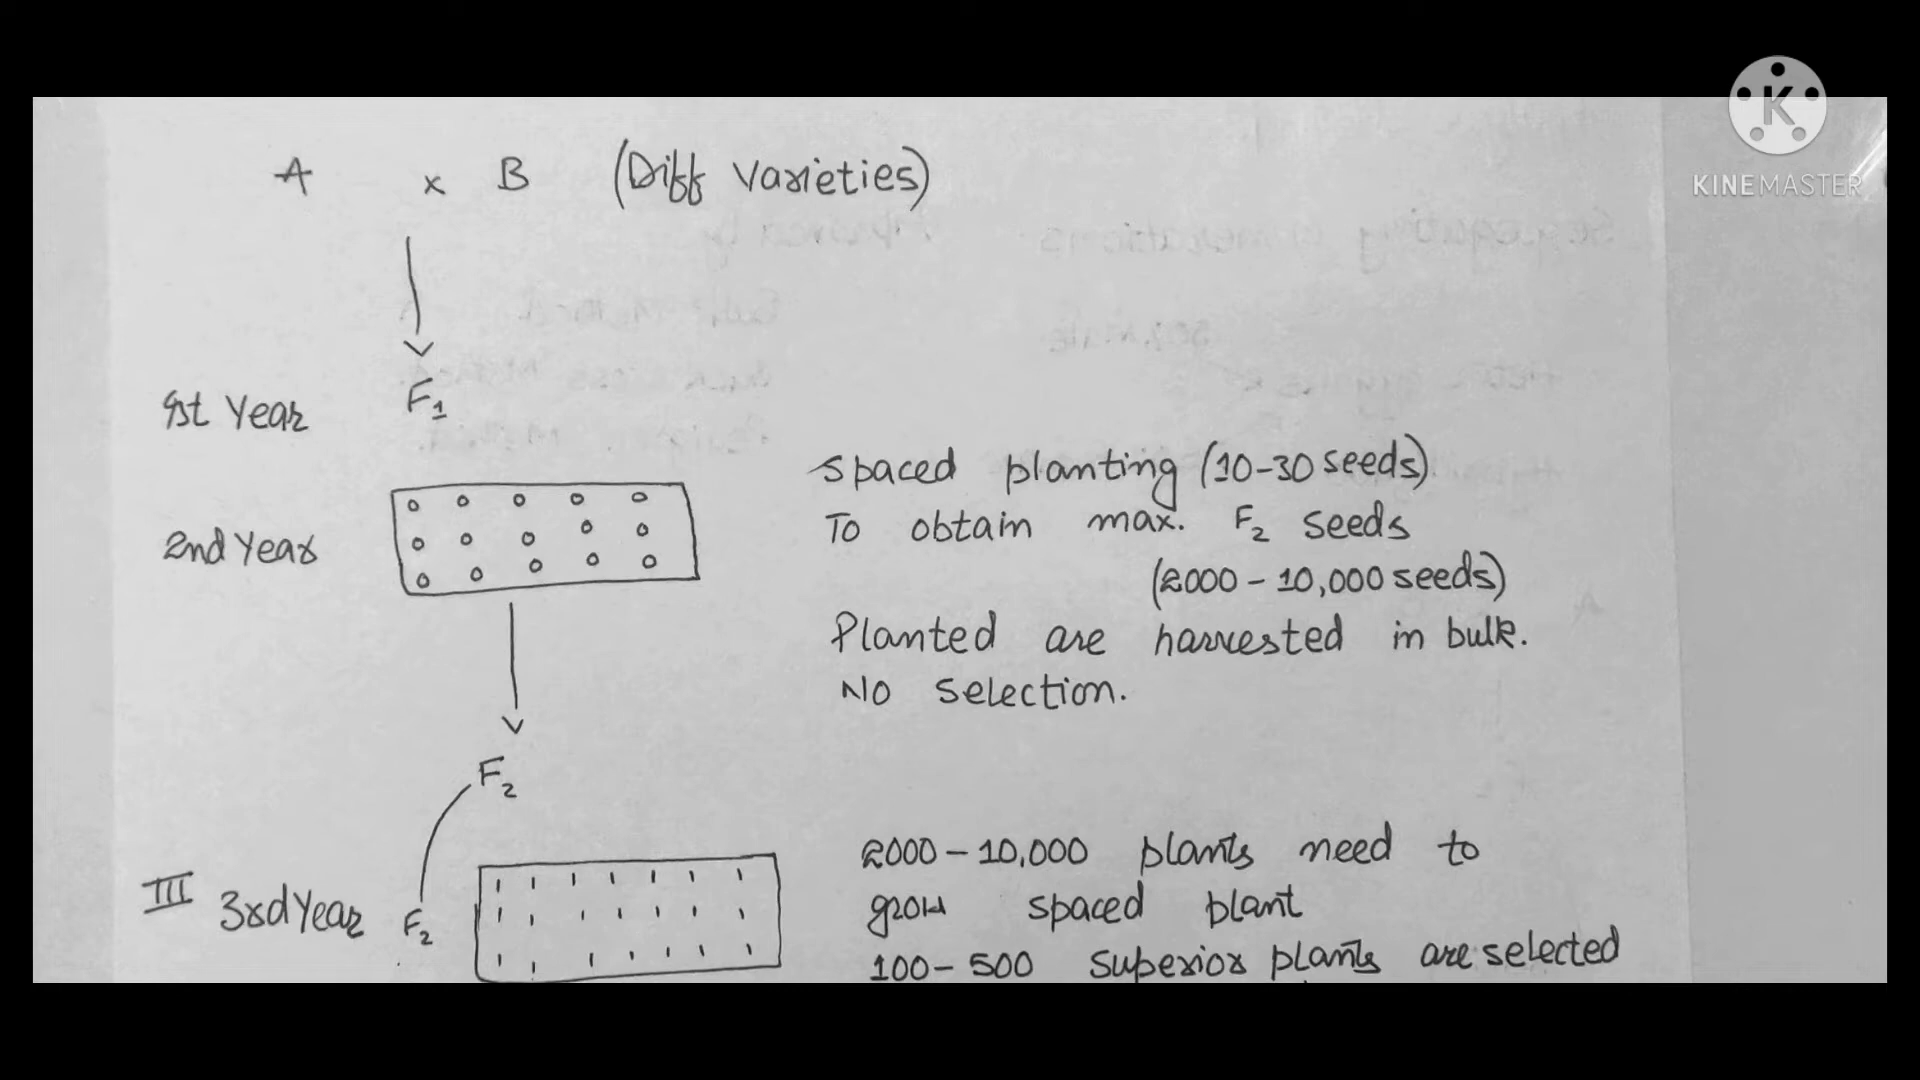 A x B (Diff Varieties)
1st Year F1
spaced planting (10-30 seeds)
2nd Year To obtain max. F2 seeds
(2000 - 10,000 seeds)
Planted are harvested in bulk.
No selection.
F2
2000 - 10,000 plants need to
III 3rd Year F2 grow spaced plant
100 - 500 superior plants are selected
K
KINEMASTER